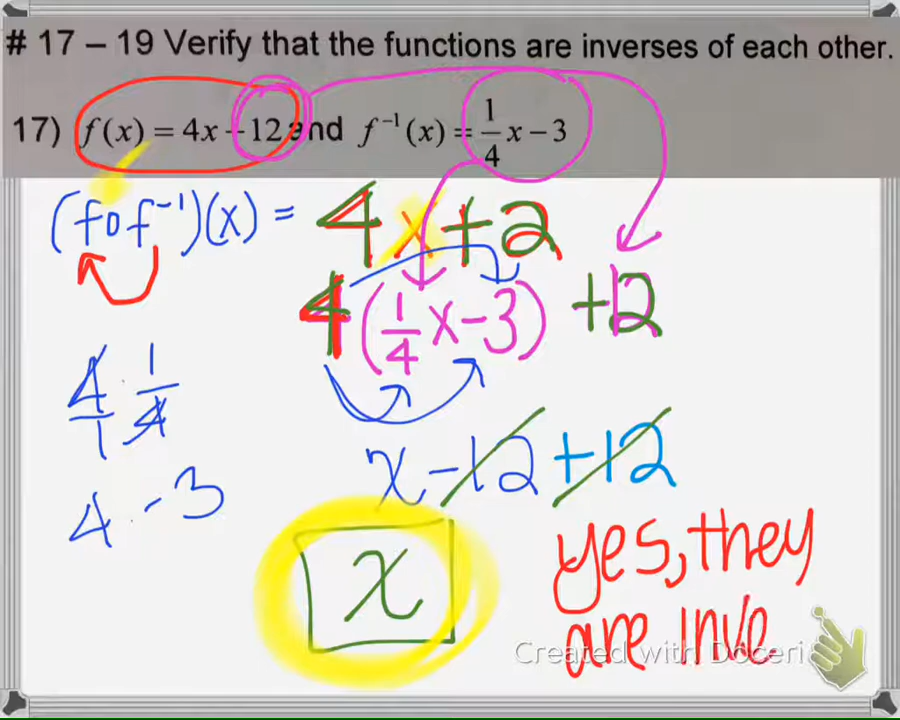 # 17 – 19 Verify that the functions are inverses of each other.
17) f(x) = 4x -12 and f⁻¹(x) = 1/4 x − 3
(fof⁻¹)(x) = 4x+2
4(1/4 x-3) +12
4/1 · 1/4
x-12+12
4 · -3
x
yes, they
are inve
Created with Doceri